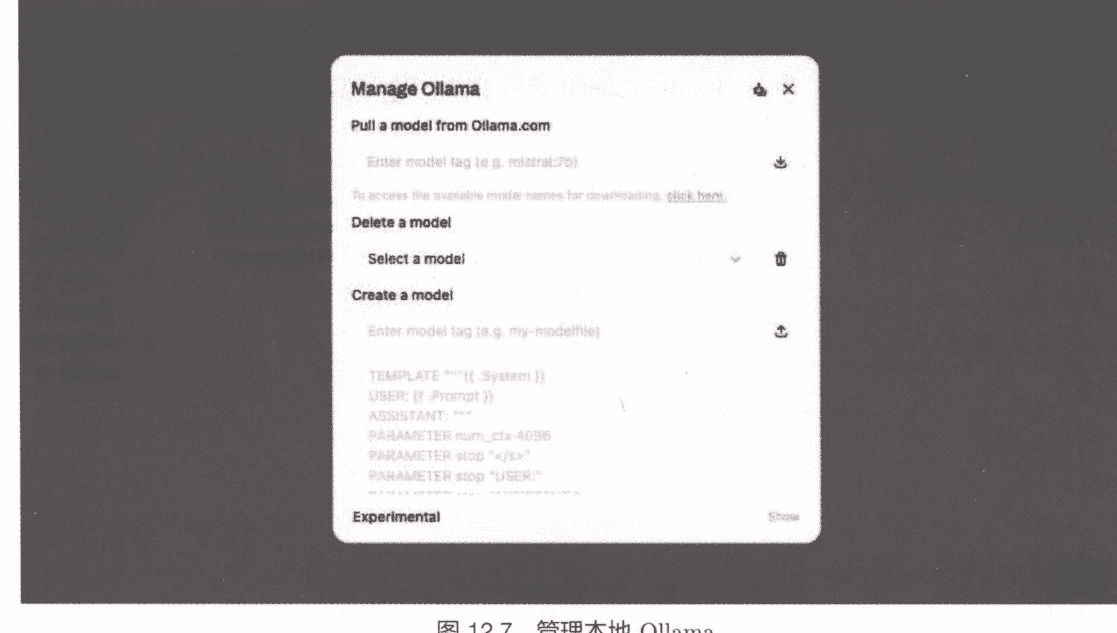 Manage Ollama
Pull a model from Ollama.com
Enter model tag (e.g. mistral:7b)
To access the available model names for downloading, click here.
Delete a model
Select a model
Create a model
Enter model tag (e.g. my-modelfile)
TEMPLATE """{{ .System }}
USER: {{ .Prompt }}
ASSISTANT: """
PARAMETER num_ctx 4096
PARAMETER stop "</s>"
PARAMETER stop "USER:"
Experimental
Show
图 12.7 管理本地 Ollama